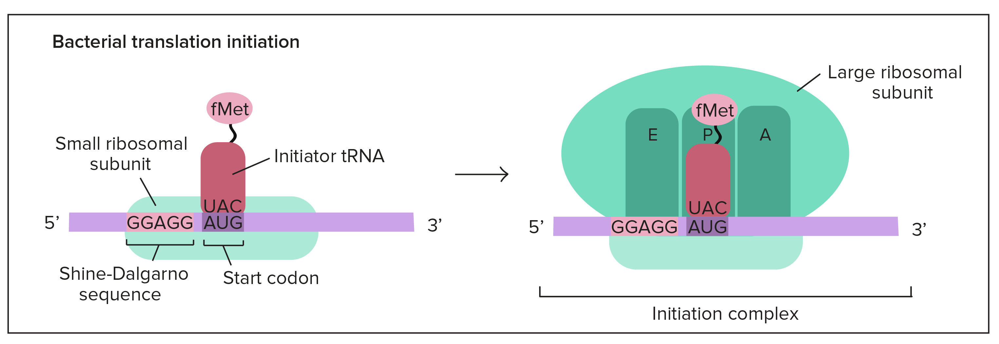 Bacterial translation initiation
fMet
Small ribosomal
subunit
Initiator tRNA
UAC
5’
GGAGG
AUG
3’
Shine-Dalgarno
sequence
Start codon
Large ribosomal
subunit
fMet
E
P
A
UAC
5’
GGAGG
AUG
3’
Initiation complex